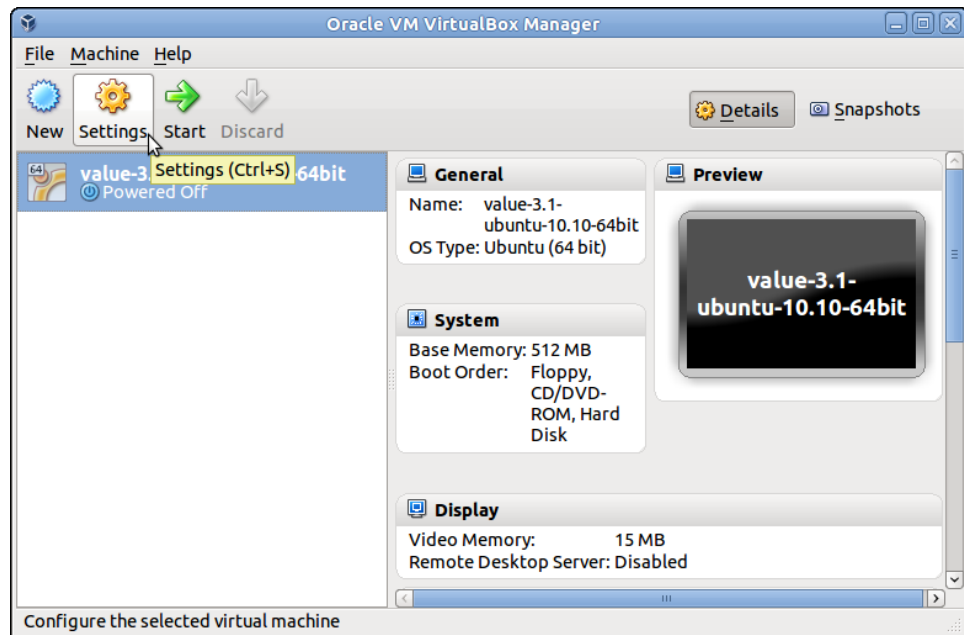 Oracle VM VirtualBox Manager
File Machine Help
New Settings Start Discard
Details Snapshots
Settings (Ctrl+S)
64
value-3. -64bit
Powered Off
General
Name: value-3.1-
ubuntu-10.10-64bit
OS Type: Ubuntu (64 bit)
System
Base Memory: 512 MB
Boot Order: Floppy,
CD/DVD-
ROM, Hard
Disk
Preview
value-3.1-
ubuntu-10.10-64bit
Display
Video Memory: 15 MB
Remote Desktop Server: Disabled
Configure the selected virtual machine